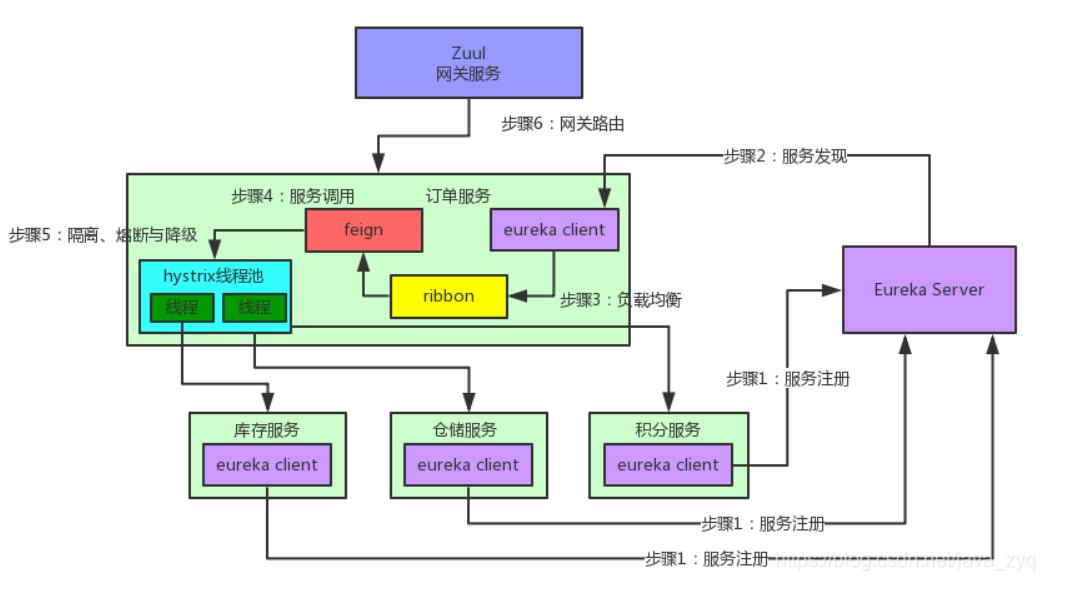 Zuul
网关服务
步骤6：网关路由
步骤2：服务发现
步骤4：服务调用
订单服务
feign
eureka client
步骤5：隔离、熔断与降级
hystrix线程池
线程
线程
ribbon
步骤3：负载均衡
Eureka Server
步骤1：服务注册
库存服务
eureka client
仓储服务
eureka client
积分服务
eureka client
步骤1：服务注册
步骤1：服务注册
https://blog.csdn.net/java_zyq